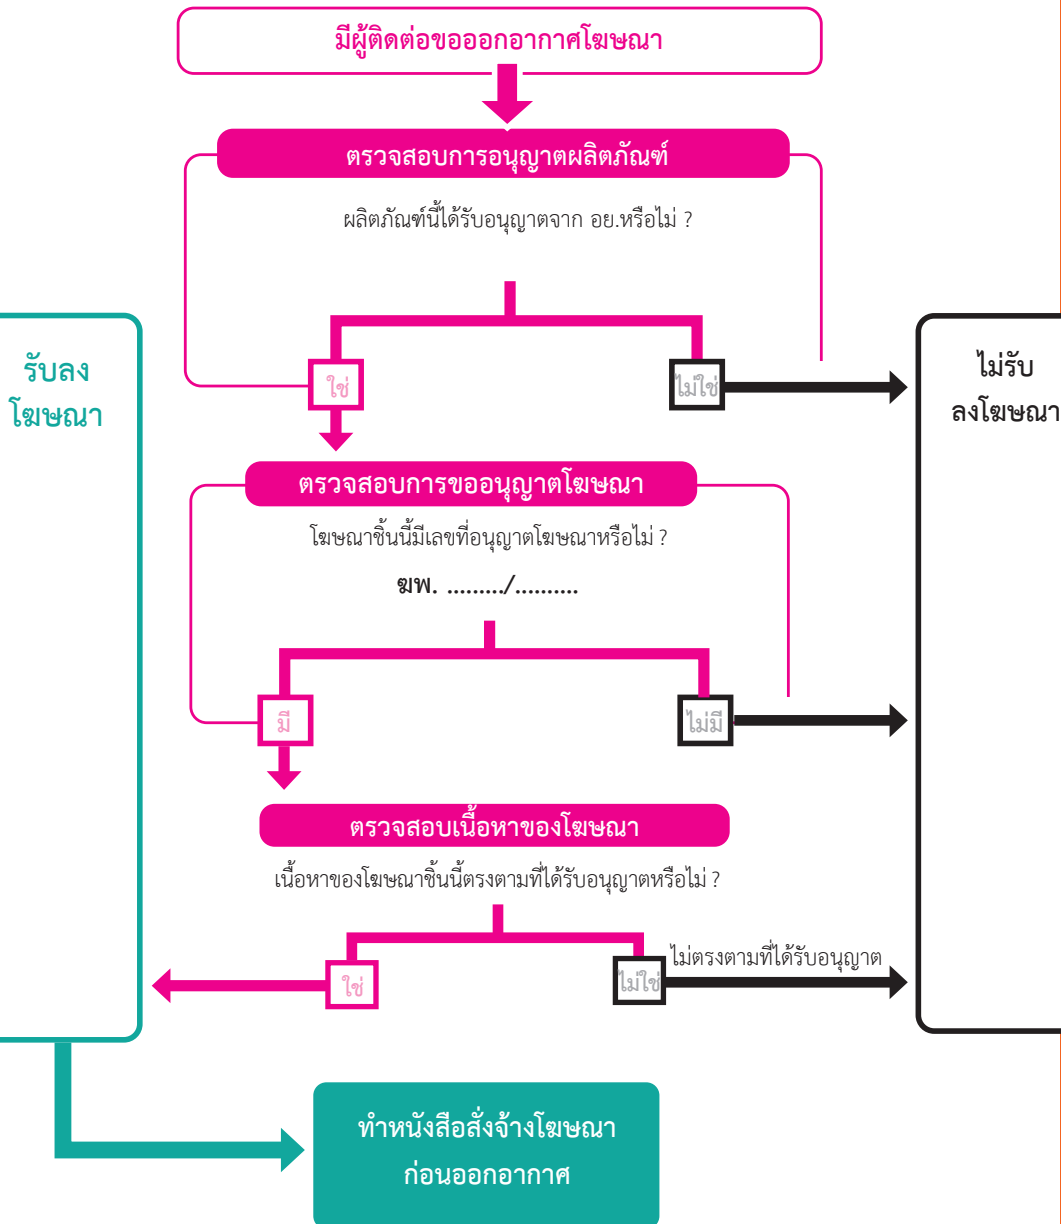 มีผู้ติดต่อขอออกอากาศโฆษณา
ตรวจสอบการอนุญาตผลิตภัณฑ์
ผลิตภัณฑ์นี้ได้รับอนุญาตจาก อย.หรือไม่ ?
ใช่
ไม่ใช่
รับลง
โฆษณา
ไม่รับ
ลงโฆษณา
ตรวจสอบการขออนุญาตโฆษณา
โฆษณาชิ้นนี้มีเลขที่อนุญาตโฆษณาหรือไม่ ?
ฆพ. ........./..........
มี
ไม่มี
ตรวจสอบเนื้อหาของโฆษณา
เนื้อหาของโฆษณาชิ้นนี้ตรงตามที่ได้รับอนุญาตหรือไม่ ?
ใช่
ไม่ใช่
ไม่ตรงตามที่ได้รับอนุญาต
ทำหนังสือสั่งจ้างโฆษณา
ก่อนออกอากาศ